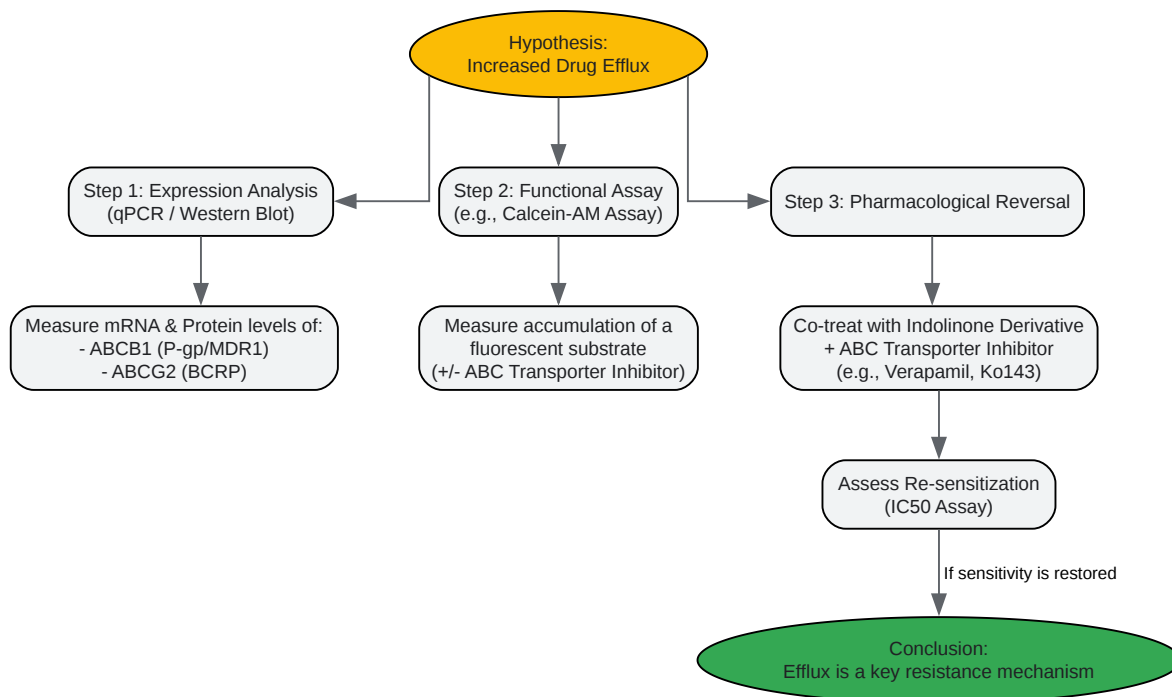 Hypothesis:
Increased Drug Efflux
Step 1: Expression Analysis
(qPCR / Western Blot)
Step 2: Functional Assay
(e.g., Calcein-AM Assay)
Step 3: Pharmacological Reversal
Measure mRNA & Protein levels of:
- ABCB1 (P-gp/MDR1)
- ABCG2 (BCRP)
Measure accumulation of a
fluorescent substrate
(+/- ABC Transporter Inhibitor)
Co-treat with Indolinone Derivative
+ ABC Transporter Inhibitor
(e.g., Verapamil, Ko143)
Assess Re-sensitization
(IC50 Assay)
If sensitivity is restored
Conclusion:
Efflux is a key resistance mechanism